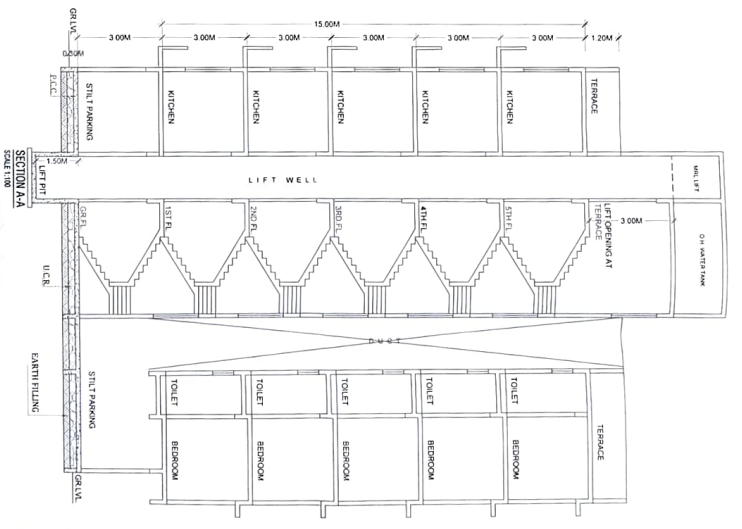 GR LVL
15.00M
3.00M
3.00M
3.00M
3.00M
3.00M
3.00M
1.20M
P.C.C.
STILT PARKING
KITCHEN
KITCHEN
KITCHEN
KITCHEN
KITCHEN
TERRACE
SECTION A-A
SCALE 1:100
1.50M
LIFT PIT
LIFT WELL
MRL LIFT
GR FL
1ST FL
2ND FL
3RD FL
4TH FL
5TH FL
LIFT OPENING AT
TERRACE
3.00M
O.H. WATER TANK
U.C.R.
DUCT
EARTH FILLING
STILT PARKING
TOILET
TOILET
TOILET
TOILET
TOILET
BEDROOM
BEDROOM
BEDROOM
BEDROOM
BEDROOM
TERRACE
GR LVL